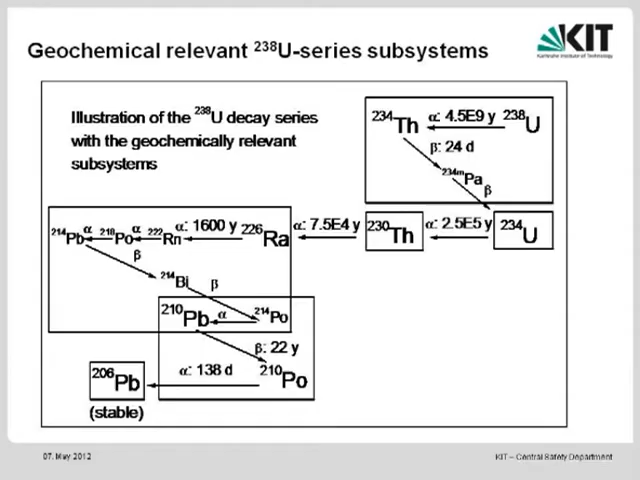 Geochemical relevant ²³⁸U-series subsystems
KIT
Karlsruhe Institute of Technology
Illustration of the ²³⁸U decay series
with the geochemically relevant
subsystems
²³⁴Th α: 4.5E9 y ²³⁸U
β: 24 d
²³⁴ᵐPa β
²¹⁴Pb α ²¹⁸Po α ²²²Rn α: 1600 y ²²⁶Ra α: 7.5E4 y ²³⁰Th α: 2.5E5 y ²³⁴U
β
²¹⁴Bi β
²¹⁰Pb α ²¹⁴Po
β: 22 y
²⁰⁶Pb α: 138 d ²¹⁰Po
(stable)
07. May 2012
KIT – Central Safety Department